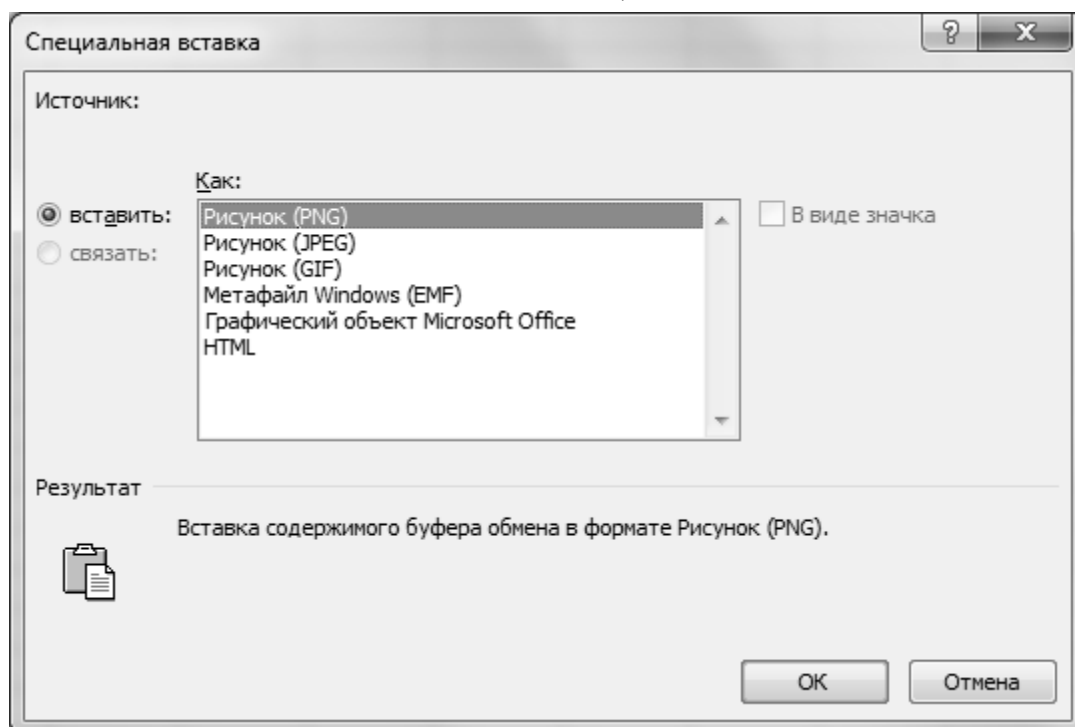 Специальная вставка
Источник:
Как:
вставить:
связать:
Рисунок (PNG)
Рисунок (JPEG)
Рисунок (GIF)
Метафайл Windows (EMF)
Графический объект Microsoft Office
HTML
В виде значка
Результат
Вставка содержимого буфера обмена в формате Рисунок (PNG).
ОК
Отмена